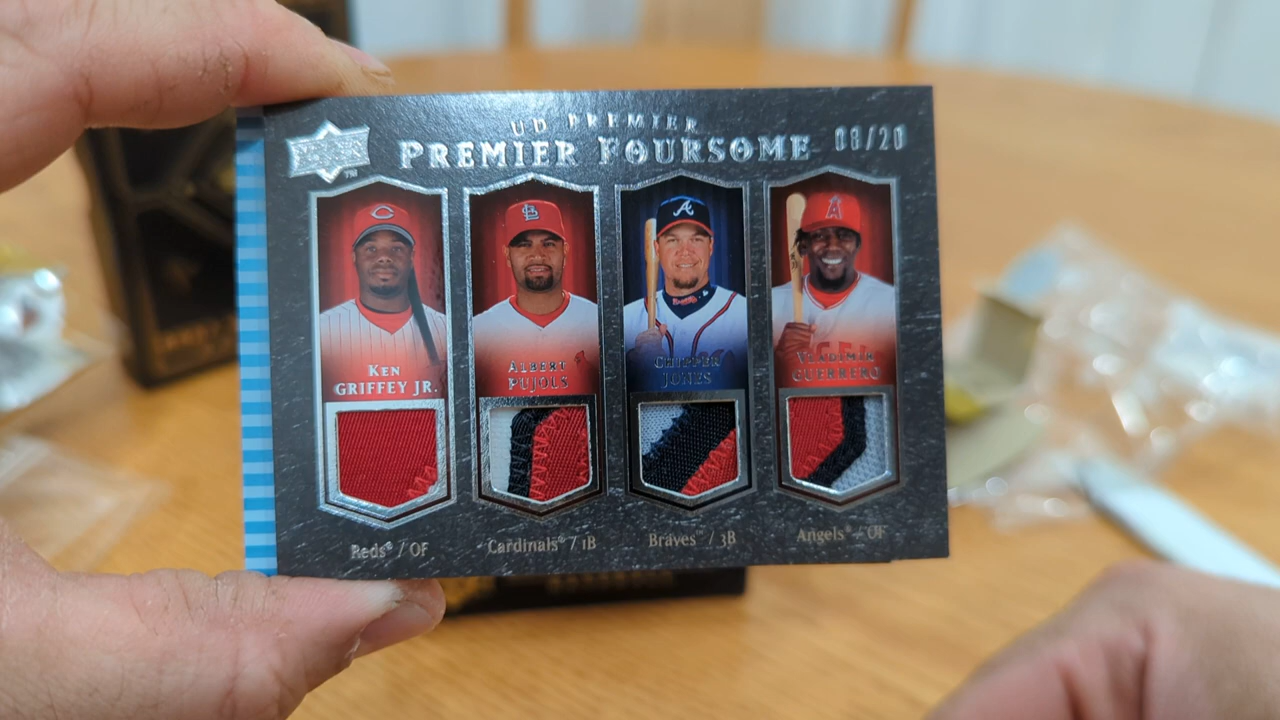 UD PREMIER
PREMIER FOURSOME
08/20
KEN
GRIFFEY JR.
ALBERT
PUJOLS
CHIPPER
JONES
VLADIMIR
GUERRERO
Reds® / OF
Cardinals® / 1B
Braves™ / 3B
Angels® / OF